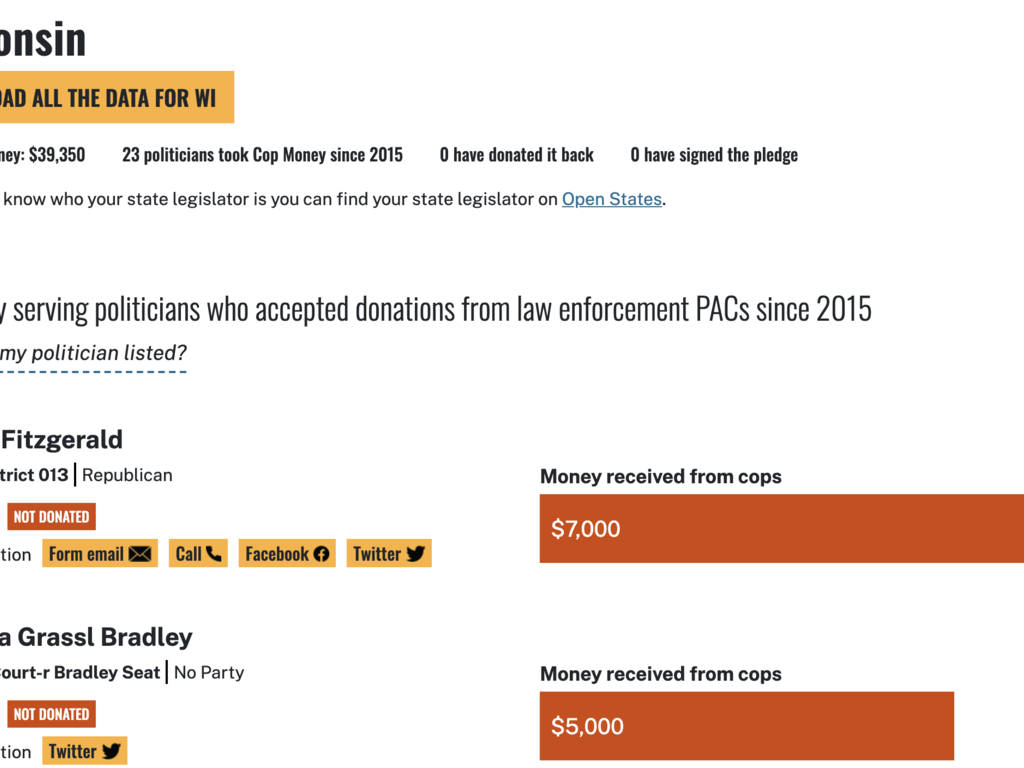 onsin
OAD ALL THE DATA FOR WI
ney: $39,350 23 politicians took Cop Money since 2015 0 have donated it back 0 have signed the pledge
know who your state legislator is you can find your state legislator on Open States.
y serving politicians who accepted donations from law enforcement PACs since 2015
my politician listed?
Fitzgerald
trict 013 | Republican
NOT DONATED
tion Form email Call Facebook Twitter
Money received from cops
$7,000
a Grassl Bradley
Court-r Bradley Seat | No Party
NOT DONATED
tion Twitter
Money received from cops
$5,000